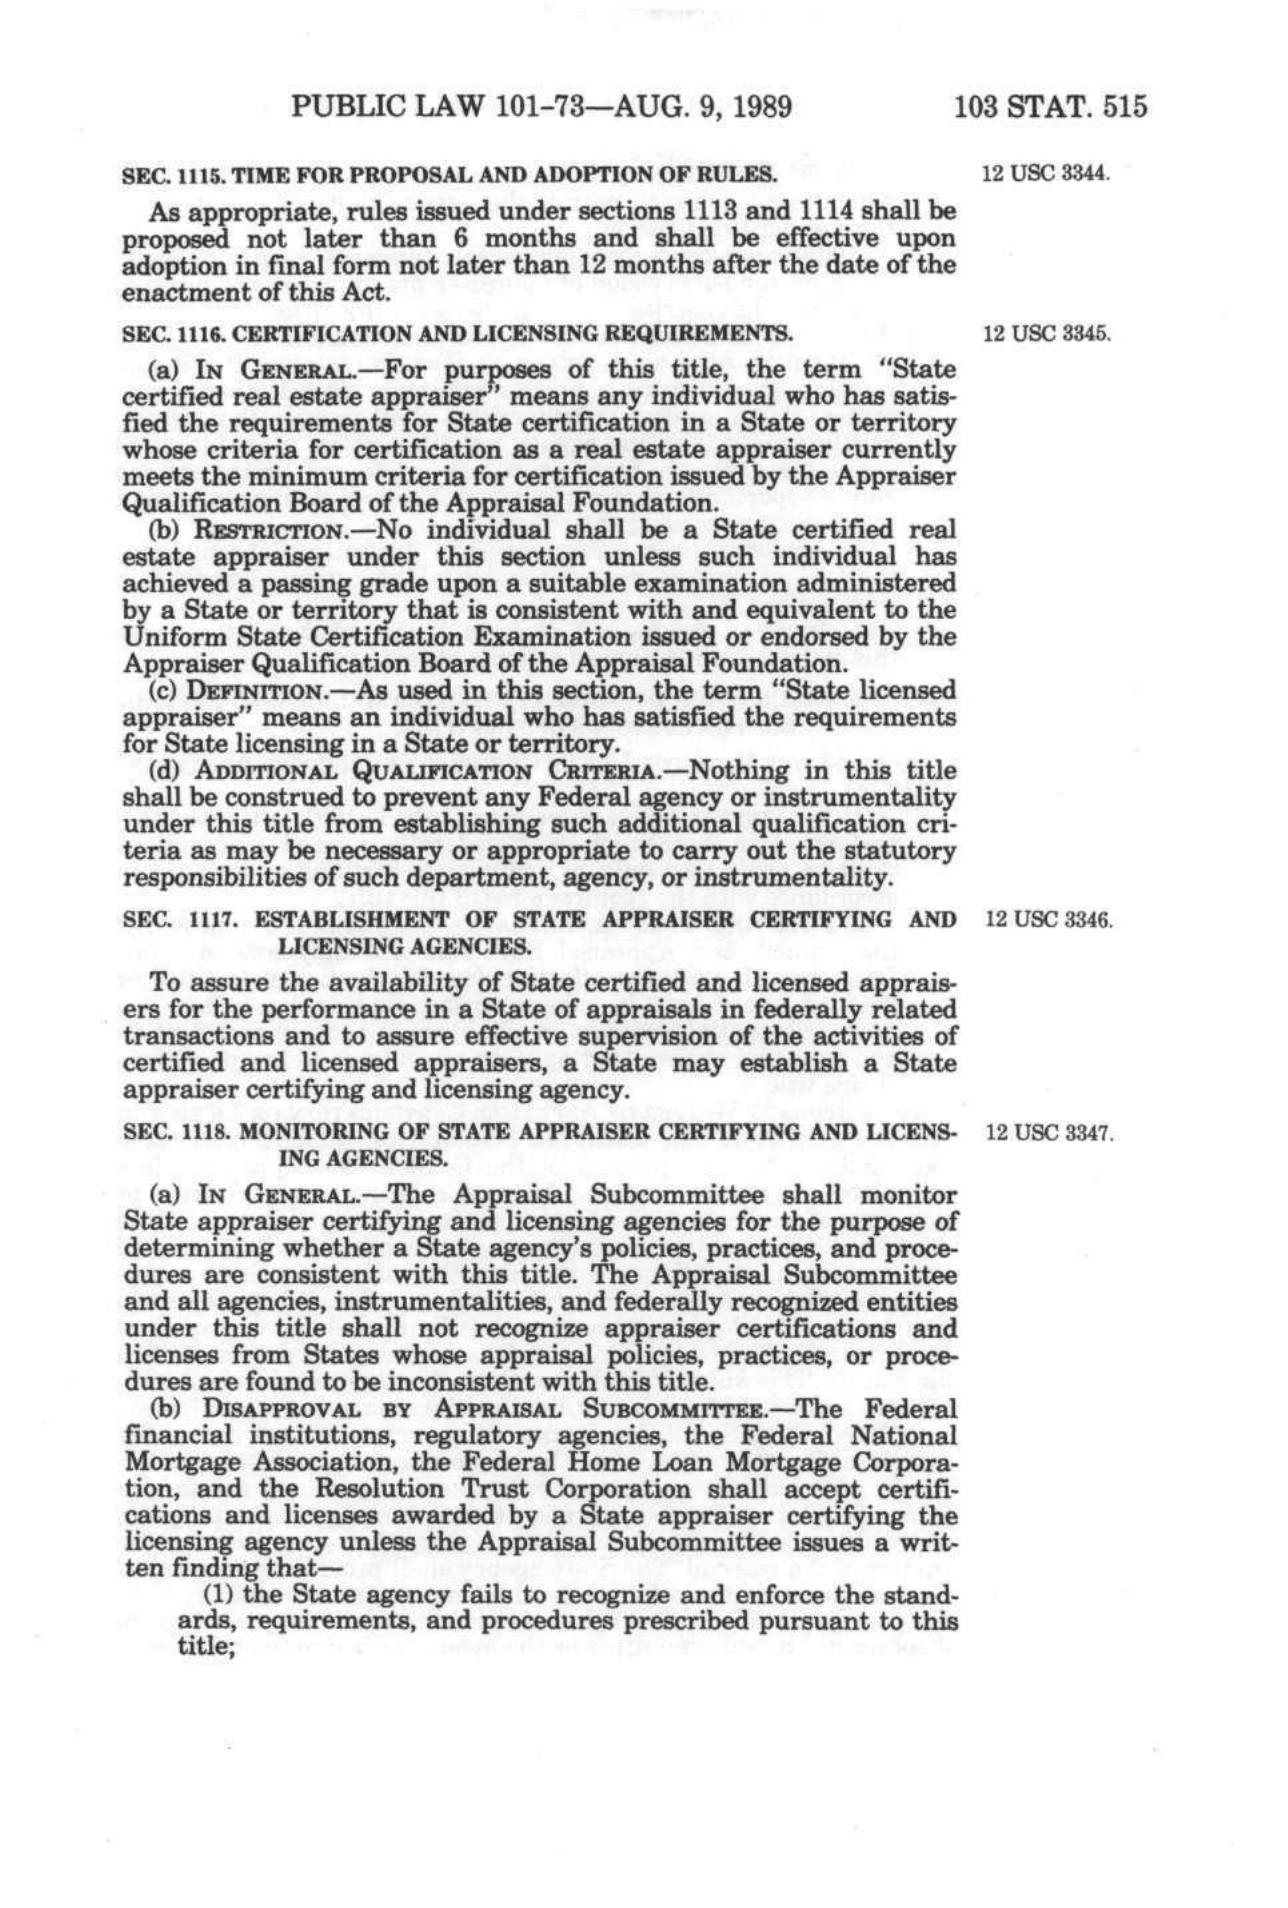 PUBLIC LAW 101-73—AUG. 9, 1989 103 STAT. 515
SEC. 1115. TIME FOR PROPOSAL AND ADOPTION OF RULES. 12 USC 3344.
As appropriate, rules issued under sections 1113 and 1114 shall be
proposed not later than 6 months and shall be effective upon
adoption in final form not later than 12 months after the date of the
enactment of this Act.
SEC. 1116. CERTIFICATION AND LICENSING REQUIREMENTS. 12 USC 3345.
(a) IN GENERAL.—For purposes of this title, the term "State
certified real estate appraiser" means any individual who has satis-
fied the requirements for State certification in a State or territory
whose criteria for certification as a real estate appraiser currently
meets the minimum criteria for certification issued by the Appraiser
Qualification Board of the Appraisal Foundation.
(b) RESTRICTION.—No individual shall be a State certified real
estate appraiser under this section unless such individual has
achieved a passing grade upon a suitable examination administered
by a State or territory that is consistent with and equivalent to the
Uniform State Certification Examination issued or endorsed by the
Appraiser Qualification Board of the Appraisal Foundation.
(c) DEFINITION.—As used in this section, the term "State licensed
appraiser" means an individual who has satisfied the requirements
for State licensing in a State or territory.
(d) ADDITIONAL QUALIFICATION CRITERIA.—Nothing in this title
shall be construed to prevent any Federal agency or instrumentality
under this title from establishing such additional qualification cri-
teria as may be necessary or appropriate to carry out the statutory
responsibilities of such department, agency, or instrumentality.
SEC. 1117. ESTABLISHMENT OF STATE APPRAISER CERTIFYING AND 12 USC 3346.
LICENSING AGENCIES.
To assure the availability of State certified and licensed apprais-
ers for the performance in a State of appraisals in federally related
transactions and to assure effective supervision of the activities of
certified and licensed appraisers, a State may establish a State
appraiser certifying and licensing agency.
SEC. 1118. MONITORING OF STATE APPRAISER CERTIFYING AND LICENS- 12 USC 3347.
ING AGENCIES.
(a) IN GENERAL.—The Appraisal Subcommittee shall monitor
State appraiser certifying and licensing agencies for the purpose of
determining whether a State agency's policies, practices, and proce-
dures are consistent with this title. The Appraisal Subcommittee
and all agencies, instrumentalities, and federally recognized entities
under this title shall not recognize appraiser certifications and
licenses from States whose appraisal policies, practices, or proce-
dures are found to be inconsistent with this title.
(b) DISAPPROVAL BY APPRAISAL SUBCOMMITTEE.—The Federal
financial institutions, regulatory agencies, the Federal National
Mortgage Association, the Federal Home Loan Mortgage Corpora-
tion, and the Resolution Trust Corporation shall accept certifi-
cations and licenses awarded by a State appraiser certifying the
licensing agency unless the Appraisal Subcommittee issues a writ-
ten finding that—
(1) the State agency fails to recognize and enforce the stand-
ards, requirements, and procedures prescribed pursuant to this
title;